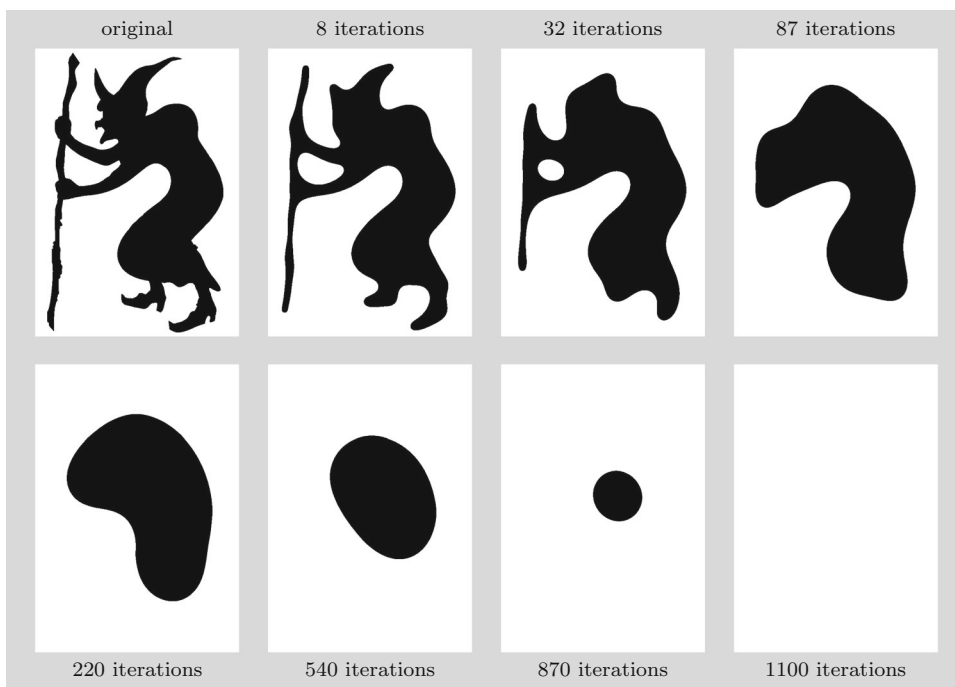 original
8 iterations
32 iterations
87 iterations
220 iterations
540 iterations
870 iterations
1100 iterations